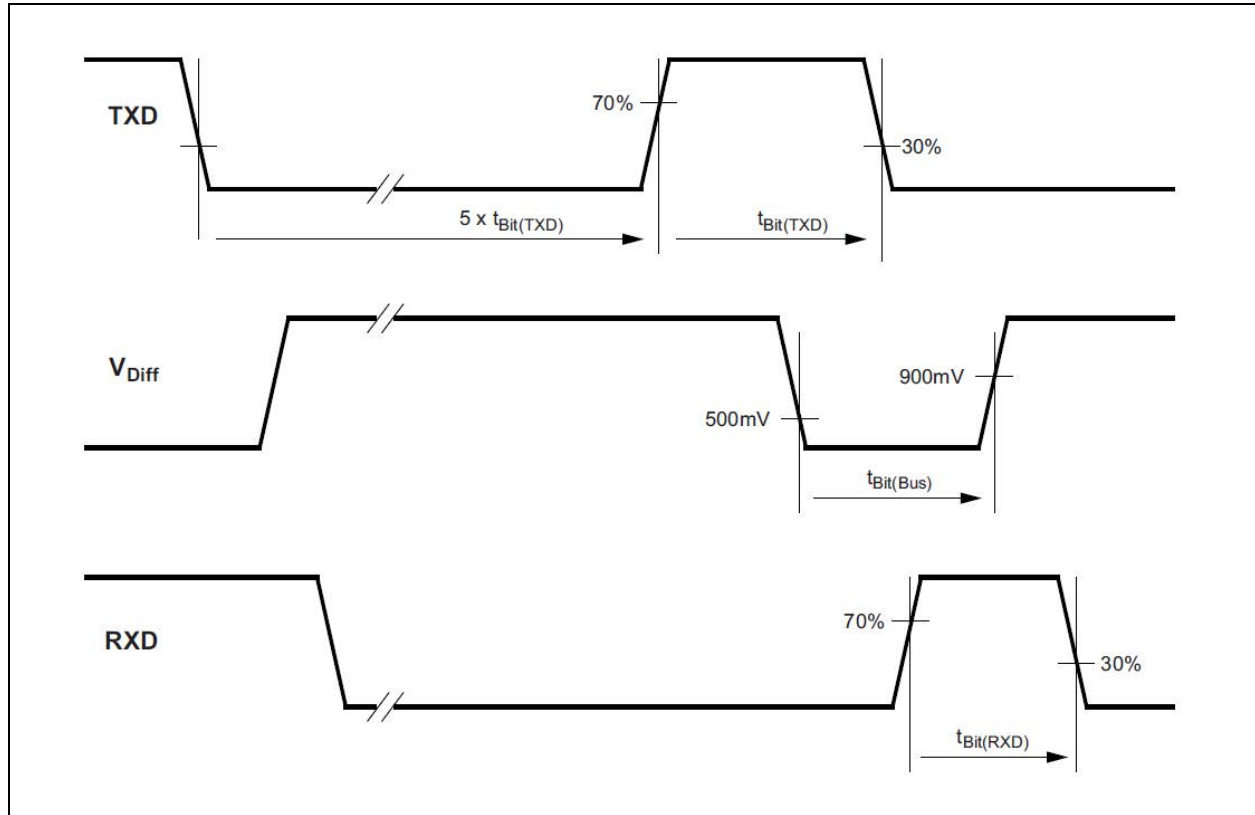 TXD
70%
30%
5 x tBit(TXD)
tBit(TXD)
VDiff
900mV
500mV
tBit(Bus)
RXD
70%
30%
tBit(RXD)